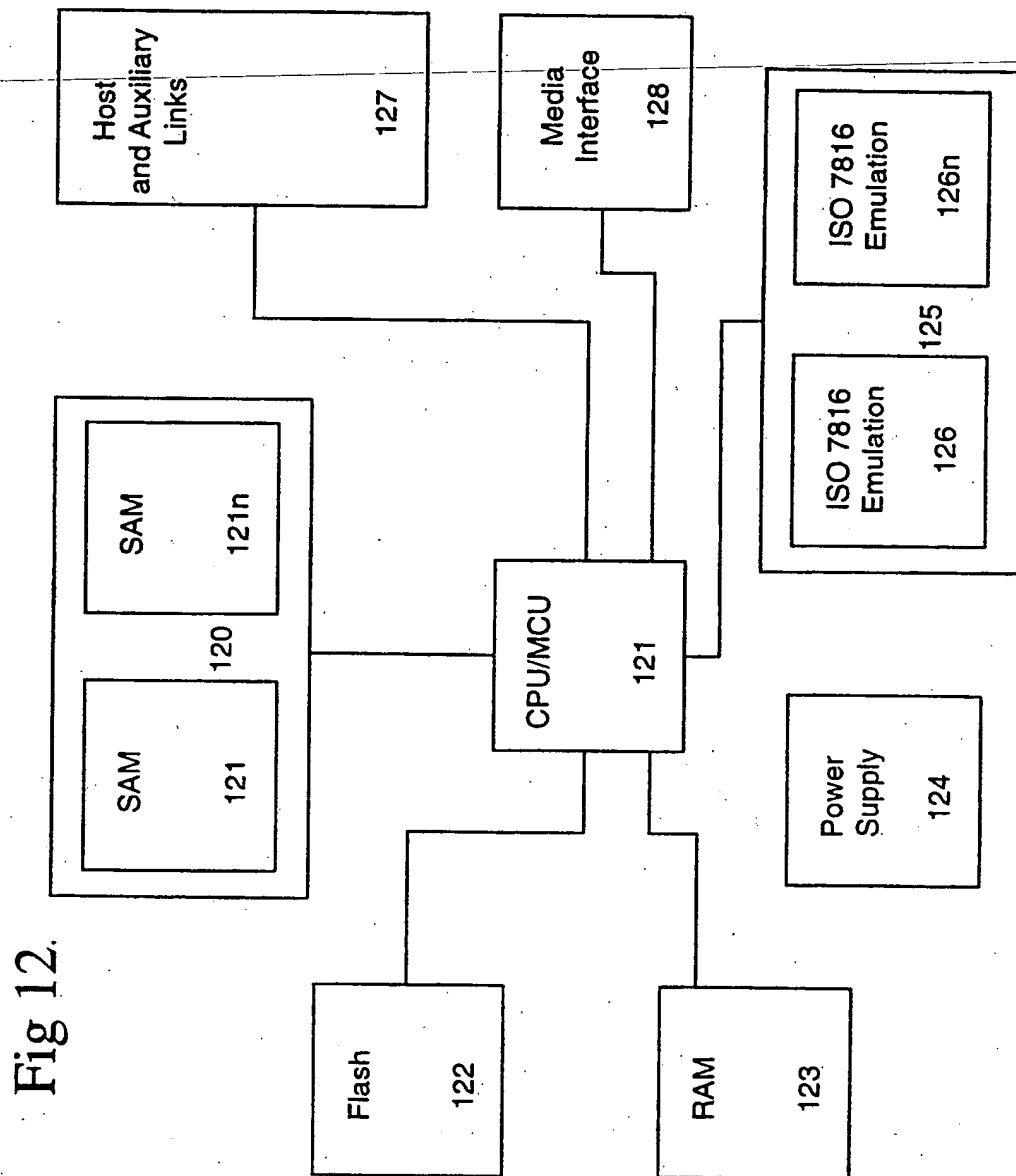 Fig 12.
SAM
121
120
SAM
121n
Host
and Auxiliary
Links
127
Flash
122
CPU/MCU
121
Media
Interface
128
RAM
123
Power
Supply
124
ISO 7816
Emulation
126
125
ISO 7816
Emulation
126n